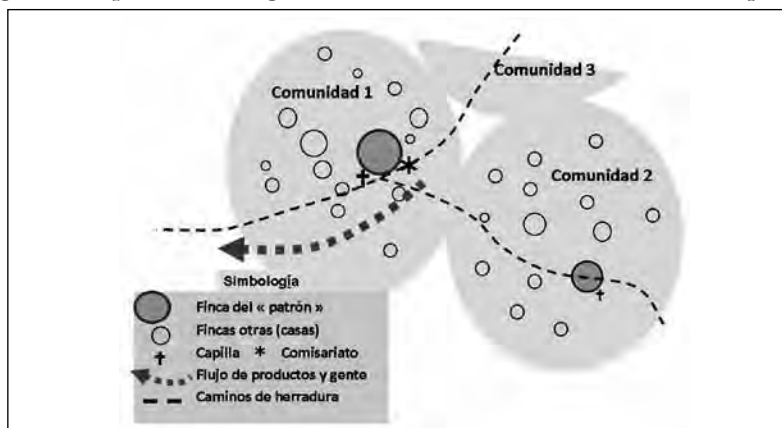 Comunidad 3
Comunidad 1
Comunidad 2
Simbología
Finca del « patrón »
Fincas otras (casas)
Capilla * Comisariato
Flujo de productos y gente
Caminos de herradura